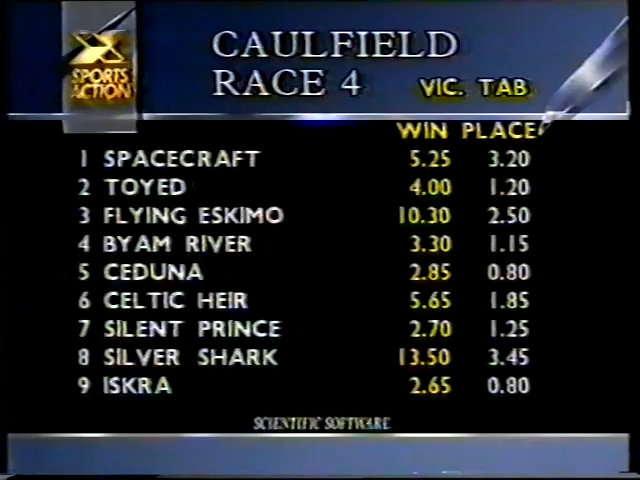 X
SPORTS
ACTION
CAULFIELD
RACE 4 VIC. TAB
WIN PLACE
1 SPACECRAFT 5.25 3.20
2 TOYED 4.00 1.20
3 FLYING ESKIMO 10.30 2.50
4 BYAM RIVER 3.30 1.15
5 CEDUNA 2.85 0.80
6 CELTIC HEIR 5.65 1.85
7 SILENT PRINCE 2.70 1.25
8 SILVER SHARK 13.50 3.45
9 ISKRA 2.65 0.80
SCIENTIFIC SOFTWARE